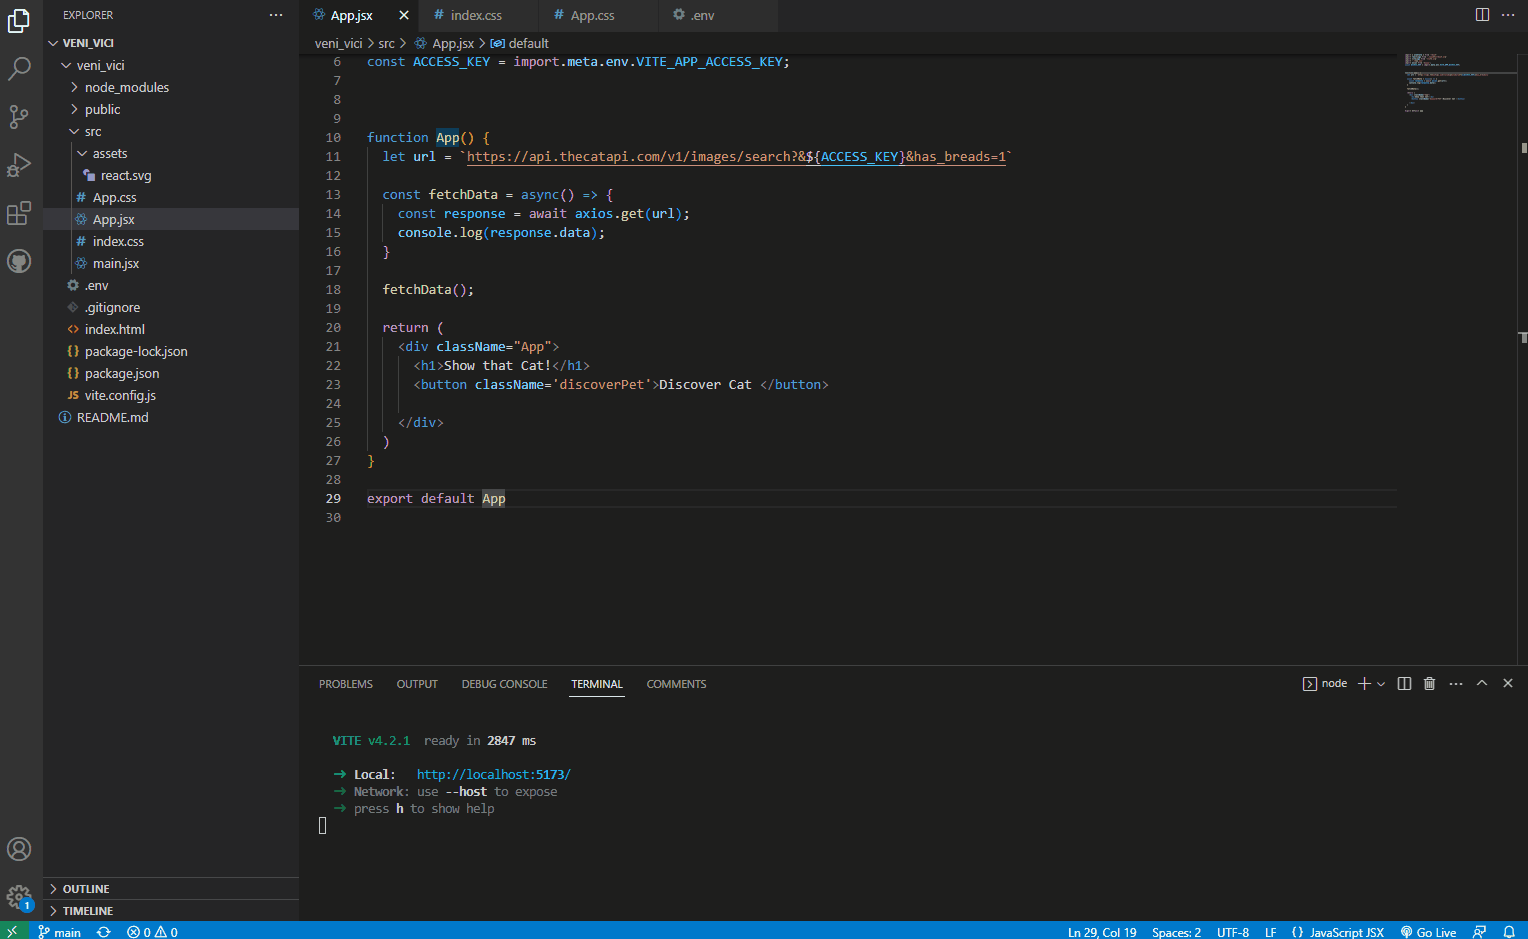 EXPLORER
VENI_VICI
veni_vici
node_modules
public
src
assets
react.svg
# App.css
App.jsx
# index.css
main.jsx
.env
.gitignore
<> index.html
{} package-lock.json
{} package.json
JS vite.config.js
README.md
OUTLINE
TIMELINE
App.jsx
# index.css
# App.css
.env
veni_vici > src > App.jsx > default
6 const ACCESS_KEY = import.meta.env.VITE_APP_ACCESS_KEY;
7
8
9
10 function App() {
11 let url = `https://api.thecatapi.com/v1/images/search?&${ACCESS_KEY}&has_breads=1`
12
13 const fetchData = async() => {
14 const response = await axios.get(url);
15 console.log(response.data);
16 }
17
18 fetchData();
19
20 return (
21 <div className="App">
22 <h1>Show that Cat!</h1>
23 <button className='discoverPet'>Discover Cat </button>
24
25 </div>
26 )
27 }
28
29 export default App
30
PROBLEMS OUTPUT DEBUG CONSOLE TERMINAL COMMENTS
node
VITE v4.2.1 ready in 2847 ms
➜ Local: http://localhost:5173/
➜ Network: use --host to expose
➜ press h to show help
1
main 0 0 Ln 29, Col 19 Spaces: 2 UTF-8 LF {} JavaScript JSX Go Live